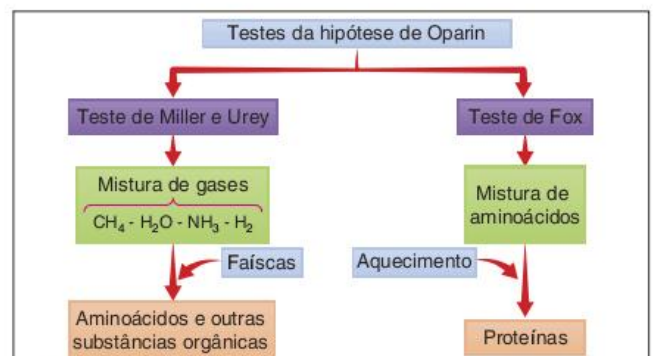 Testes da hipótese de Oparin
Teste de Miller e Urey
Teste de Fox
Mistura de gases
CH₄ - H₂O - NH₃ - H₂
Mistura de
aminoácidos
Faíscas
Aquecimento
Aminoácidos e outras
substâncias orgânicas
Proteínas